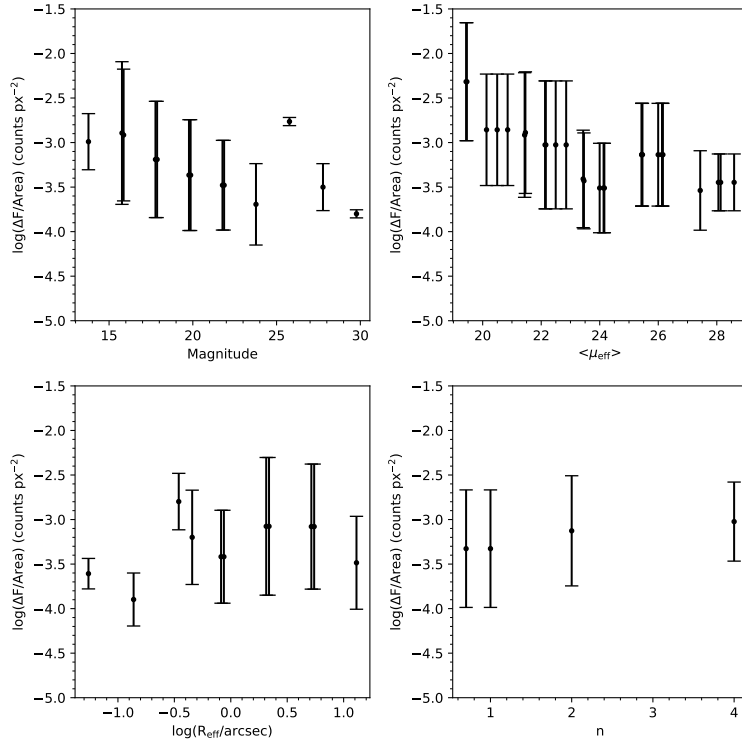 −1.5
−2.0
−2.5
−3.0
−3.5
−4.0
−4.5
−5.0
log(ΔF/Area) (counts px⁻²)
15 20 25 30
Magnitude
−1.5
−2.0
−2.5
−3.0
−3.5
−4.0
−4.5
−5.0
log(ΔF/Area) (counts px⁻²)
20 22 24 26 28
<μeff>
−1.5
−2.0
−2.5
−3.0
−3.5
−4.0
−4.5
−5.0
log(ΔF/Area) (counts px⁻²)
−1.0 −0.5 0.0 0.5 1.0
log(Reff/arcsec)
−1.5
−2.0
−2.5
−3.0
−3.5
−4.0
−4.5
−5.0
log(ΔF/Area) (counts px⁻²)
1 2 3 4
n